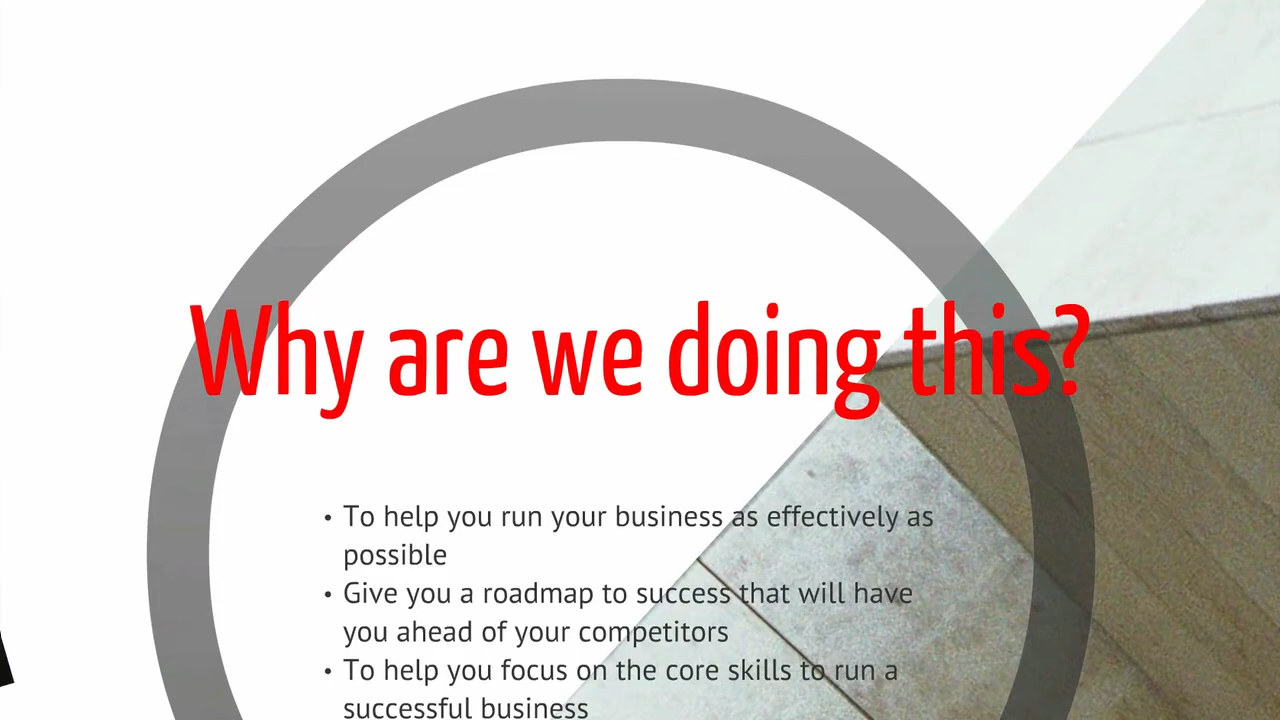 Why are we doing this?
• To help you run your business as effectively as
possible
• Give you a roadmap to success that will have
you ahead of your competitors
• To help you focus on the core skills to run a
successful business